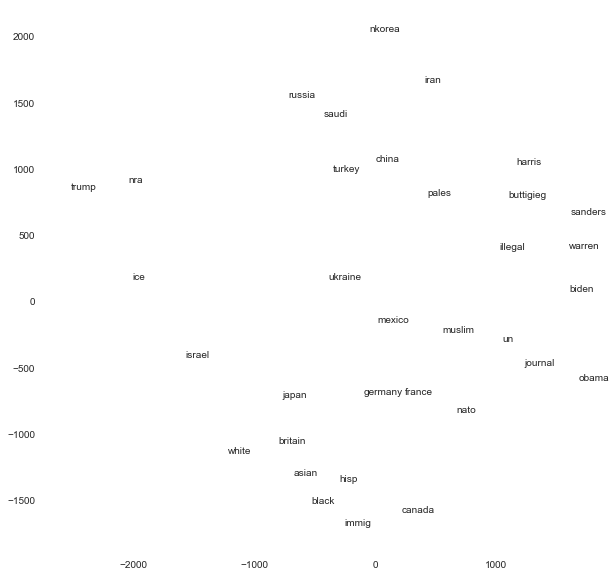 2000
nkorea
iran
russia
1500
saudi
china
harris
1000
turkey
nra
trump
pales
buttigieg
sanders
500
illegal
warren
ukraine
ice
biden
0
mexico
muslim
un
israel
journal
−500
obama
japan
germany france
nato
−1000
britain
white
asian
hisp
−1500
black
canada
immig
−2000
−1000
0
1000